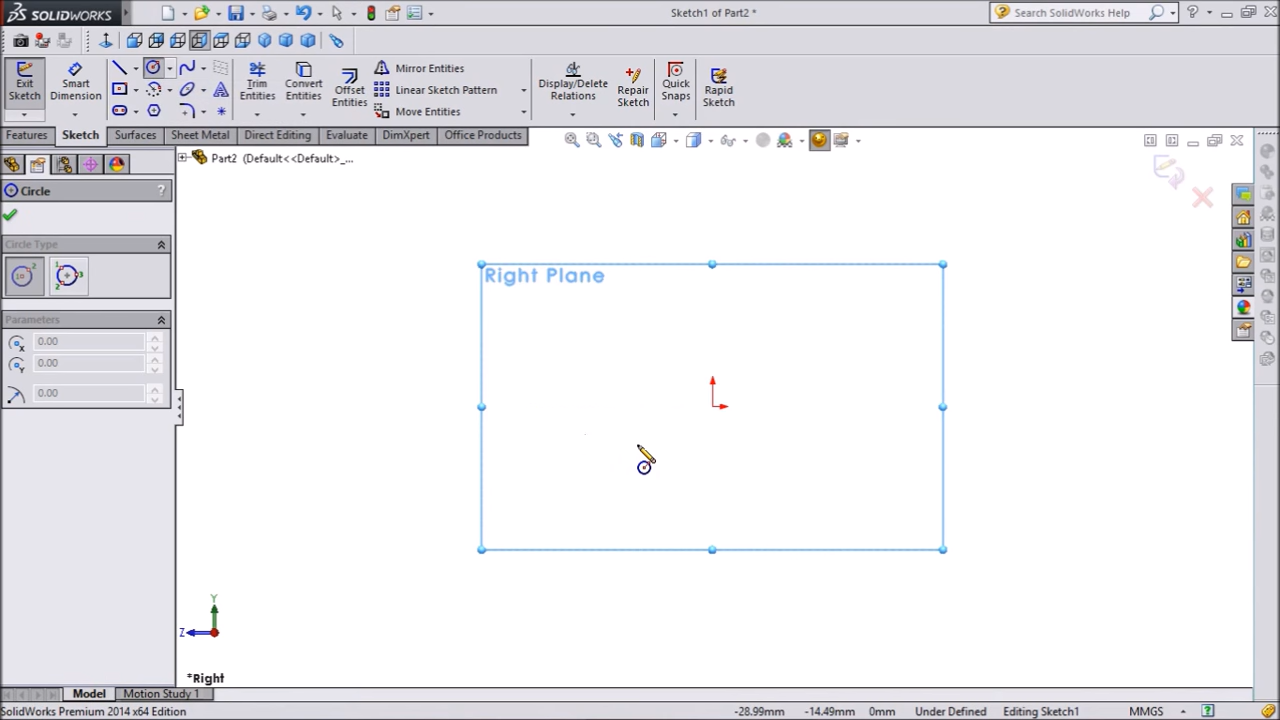 SOLIDWORKS
Sketch1 of Part2 *
Search SolidWorks Help
Exit Sketch
Smart Dimension
Trim Entities
Convert Entities
Offset Entities
Mirror Entities
Linear Sketch Pattern
Move Entities
Display/Delete Relations
Repair Sketch
Quick Snaps
Rapid Sketch
Features Sketch Surfaces Sheet Metal Direct Editing Evaluate DimXpert Office Products
Part2 (Default<<Default>_...
Circle ?
Circle Type
Parameters
0.00
0.00
0.00
Right Plane
Y
Z
*Right
Model Motion Study 1
SolidWorks Premium 2014 x64 Edition -28.99mm -14.49mm 0mm Under Defined Editing Sketch1 MMGS ?